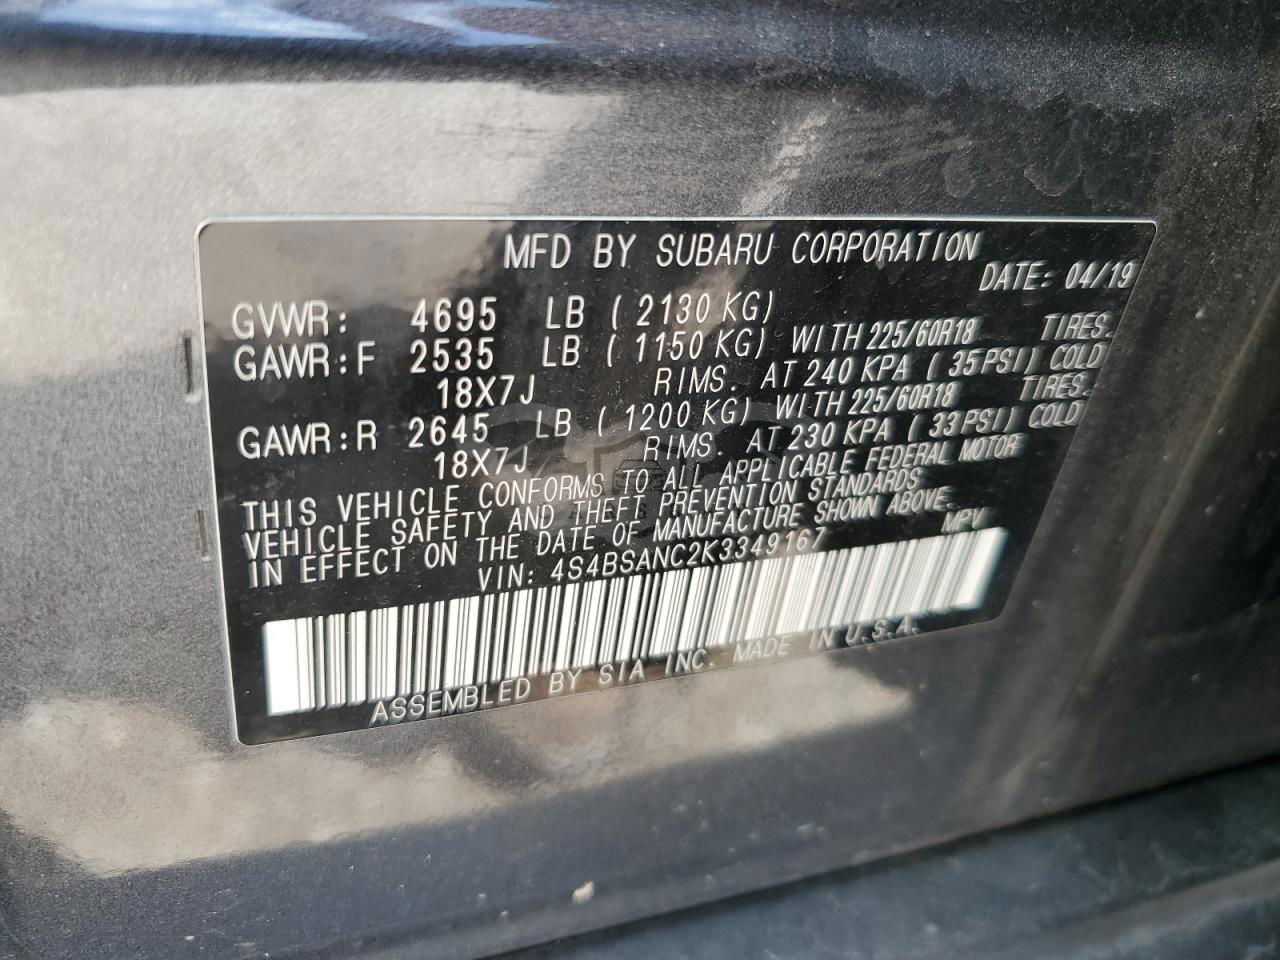 MFD BY SUBARU CORPORATION
DATE: 04/19
GVWR: 4695 LB (2130 KG)
GAWR:F 2535 LB (1150 KG) WITH 225/60R18 TIRES.
18X7J RIMS. AT 240 KPA (35PSI) COLD
GAWR:R 2645 LB (1200 KG) WITH 225/60R18 TIRES.
18X7J RIMS. AT 230 KPA (33PSI) COLD
THIS VEHICLE CONFORMS TO ALL APPLICABLE FEDERAL MOTOR
VEHICLE SAFETY AND THEFT PREVENTION STANDARDS
IN EFFECT ON THE DATE OF MANUFACTURE SHOWN ABOVE.
VIN: 4S4BSANC2K3349167 MPV
ASSEMBLED BY SIA INC. MADE IN U.S.A.